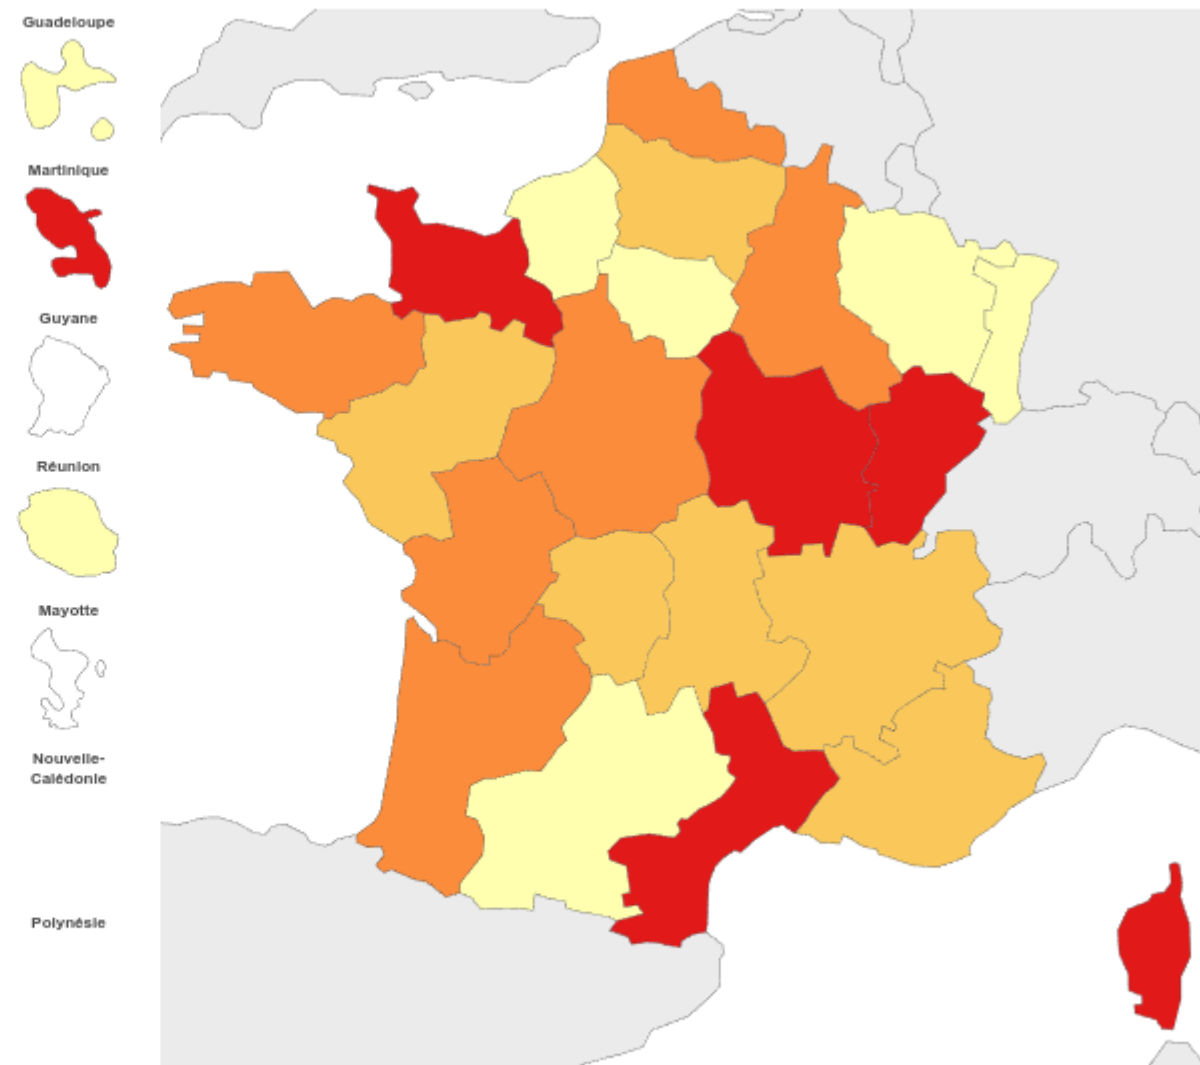 Guadeloupe
Martinique
Guyane
Réunion
Mayotte
Nouvelle-
Calédonie
Polynésie